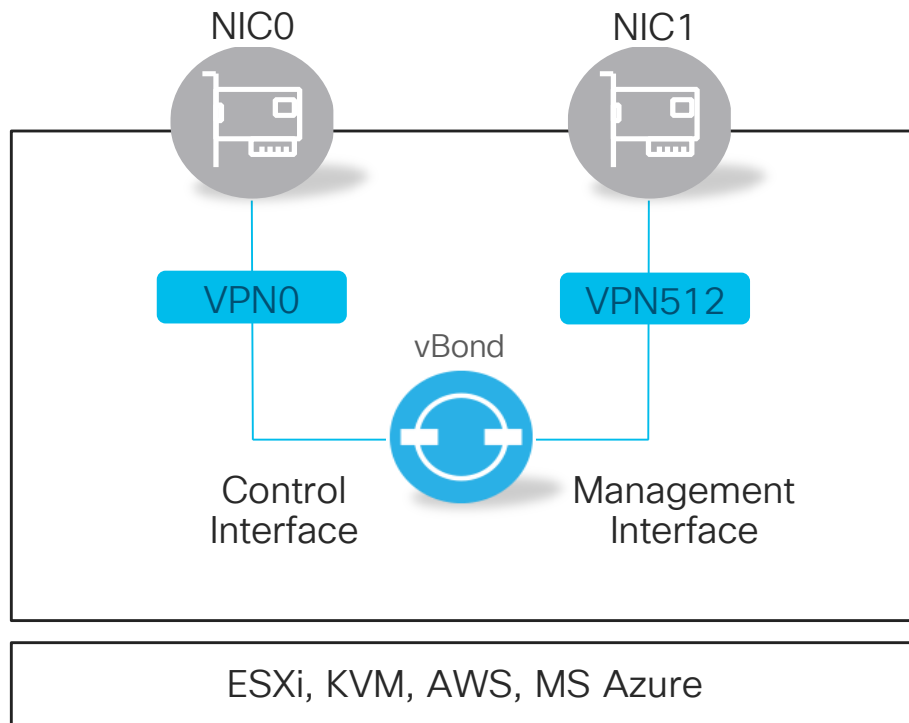 NIC0
NIC1
VPN0
VPN512
vBond
Control
Interface
Management
Interface
ESXi, KVM, AWS, MS Azure